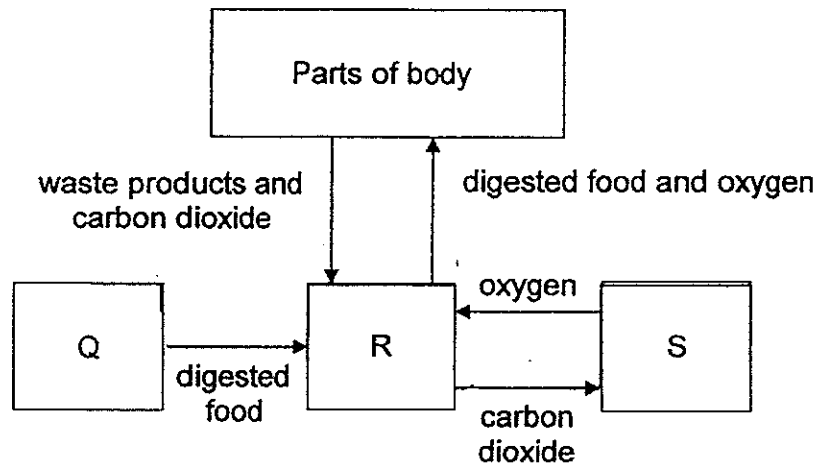 Parts of body
waste products and
carbon dioxide
digested food and oxygen
Q
digested
food
R
oxygen
carbon
dioxide
S